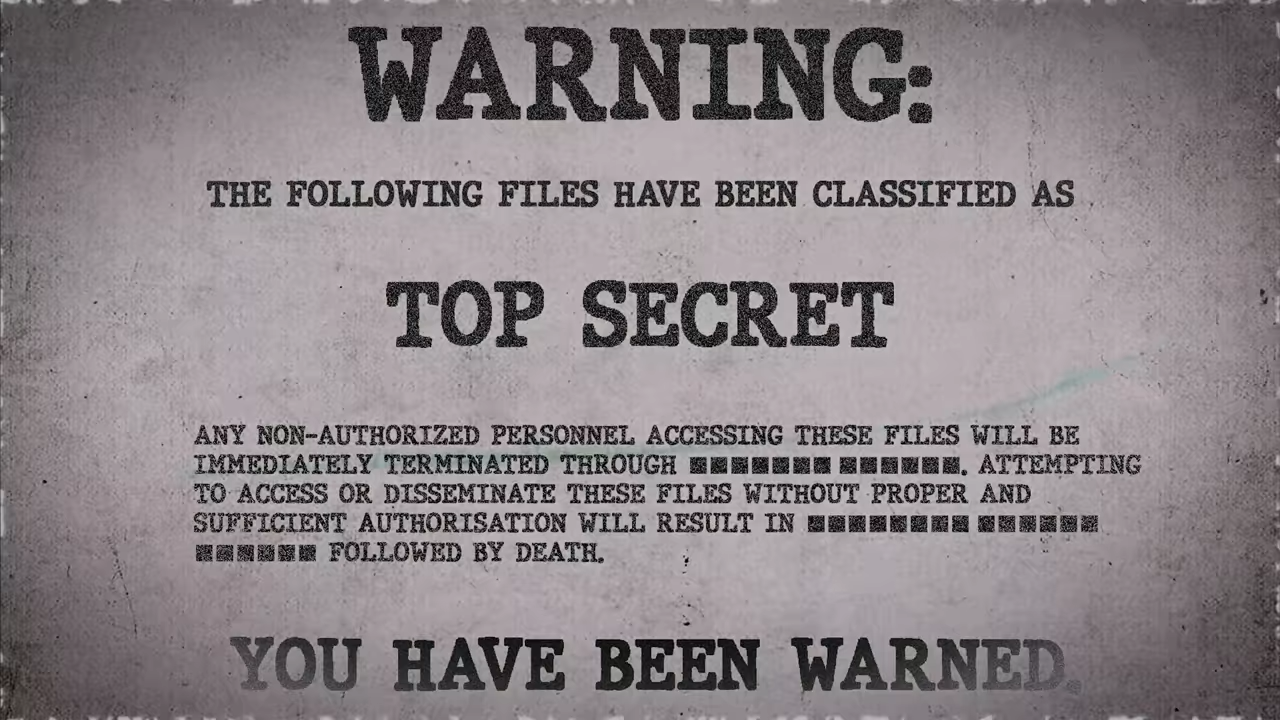 WARNING:
THE FOLLOWING FILES HAVE BEEN CLASSIFIED AS
TOP SECRET
ANY NON-AUTHORIZED PERSONNEL ACCESSING THESE FILES WILL BE
IMMEDIATELY TERMINATED THROUGH ■■■■■■■ ■■■■■■. ATTEMPTING
TO ACCESS OR DISSEMINATE THESE FILES WITHOUT PROPER AND
SUFFICIENT AUTHORISATION WILL RESULT IN ■■■■■■■■ ■■■■■■
■■■■■■ FOLLOWED BY DEATH.
YOU HAVE BEEN WARNED.